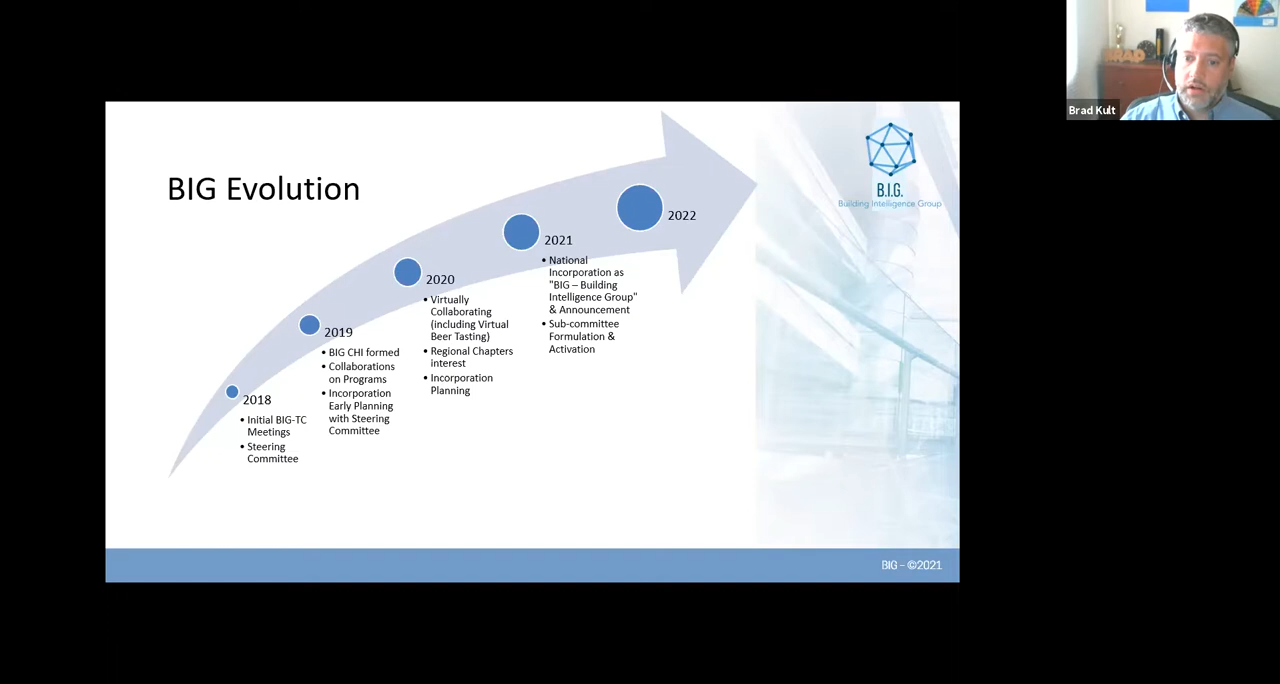 Brad Kult
BIG Evolution
B.I.G.
Building Intelligence Group
2018
• Initial BIG-TC
Meetings
• Steering
Committee
2019
• BIG CHI formed
• Collaborations
on Programs
• Incorporation
Early Planning
with Steering
Committee
2020
• Virtually
Collaborating
(including Virtual
Beer Tasting)
• Regional Chapters
interest
• Incorporation
Planning
2021
• National
Incorporation as
"BIG – Building
Intelligence Group"
& Announcement
• Sub-committee
Formulation &
Activation
2022
BIG - ©2021